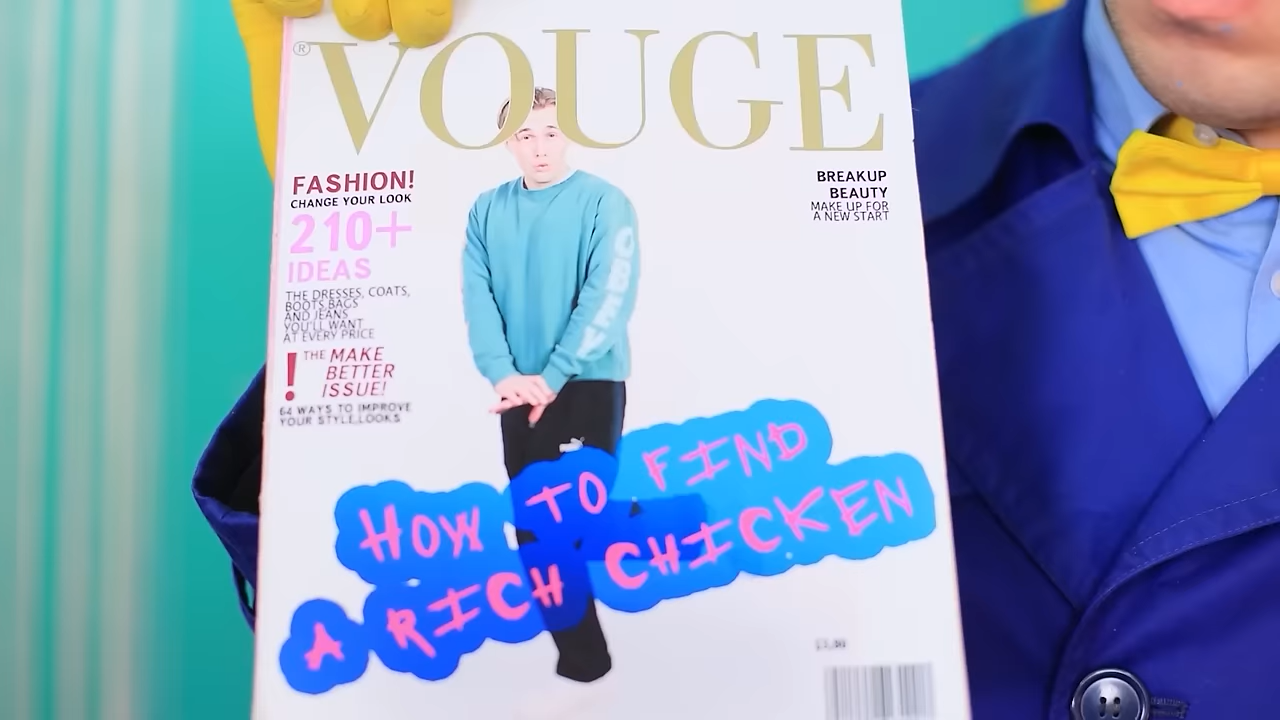 ® VOUGE
FASHION!
CHANGE YOUR LOOK
210+
IDEAS
THE DRESSES, COATS,
BOOTS,BAGS
AND JEANS
YOU'LL WANT
AT EVERY PRICE
! THE MAKE
BETTER
ISSUE!
64 WAYS TO IMPROVE
YOUR STYLE,LOOKS
BREAKUP
BEAUTY
MAKE UP FOR
A NEW START
HOW TO FIND
A RICH CHICKEN